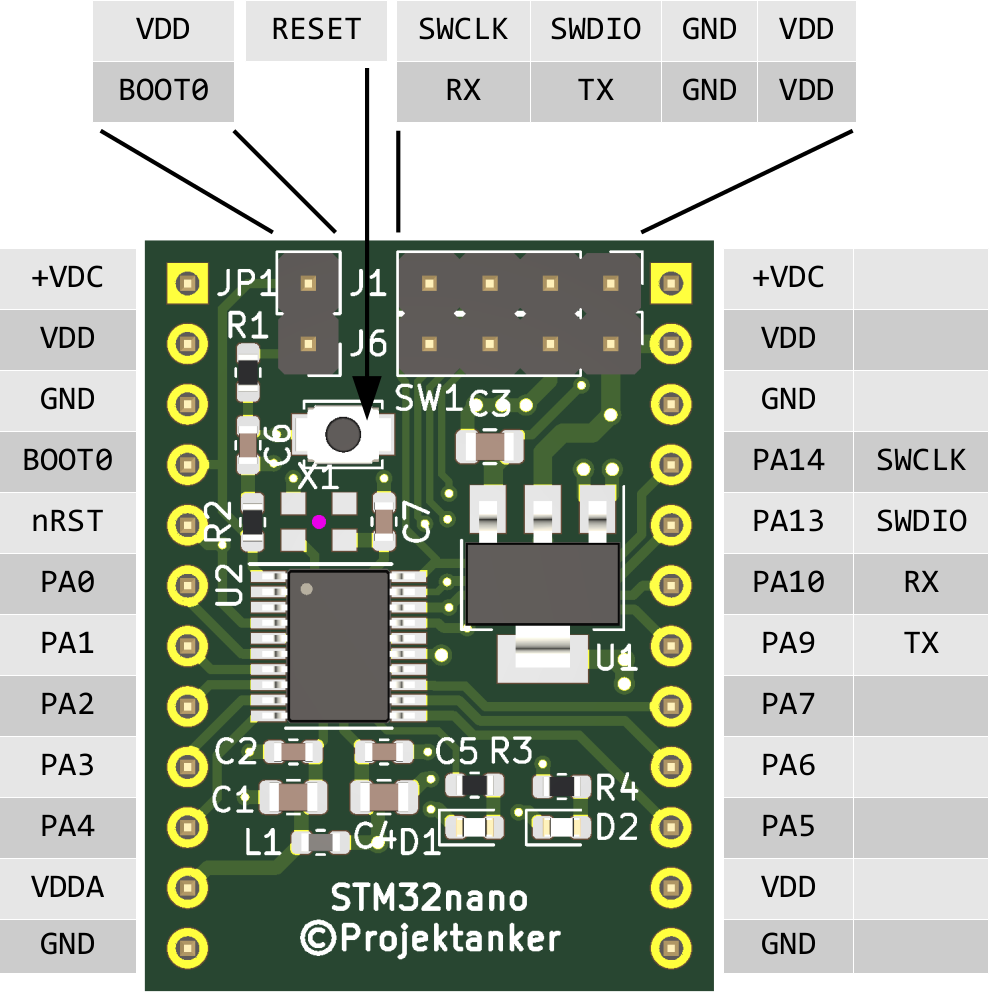 VDD RESET SWCLK SWDIO GND VDD
BOOT0 RX TX GND VDD
+VDC JP1 J1 +VDC
VDD R1 J6 VDD
GND SW1 C3 GND
BOOT0 C6 X1 PA14 SWCLK
nRST R2 C7 PA13 SWDIO
PA0 U2 PA10 RX
PA1 U1 PA9 TX
PA2 PA7
PA3 C2 C5 R3 PA6
PA4 C1 R4 PA5
L1 C4 D1 D2
VDDA STM32nano VDD
GND ©Projektanker GND